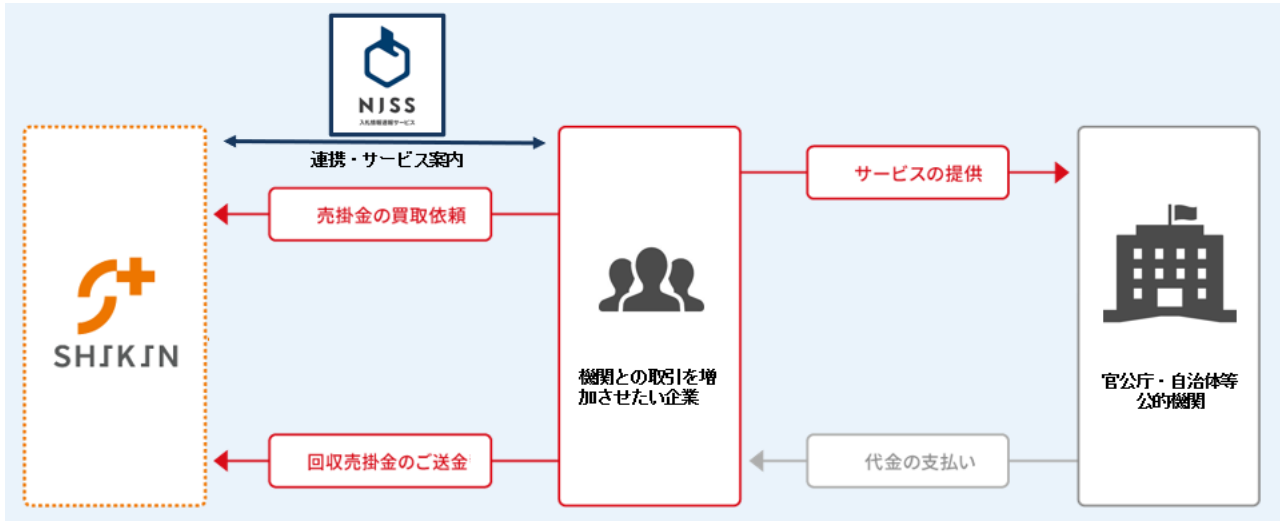 NJSS
入札情報速報サービス
連携・サービス案内
売掛金の買取依頼
サービスの提供
SHIKIN
機関との取引を増
加させたい企業
官公庁・自治体等
公的機関
回収売掛金のご送金
代金の支払い